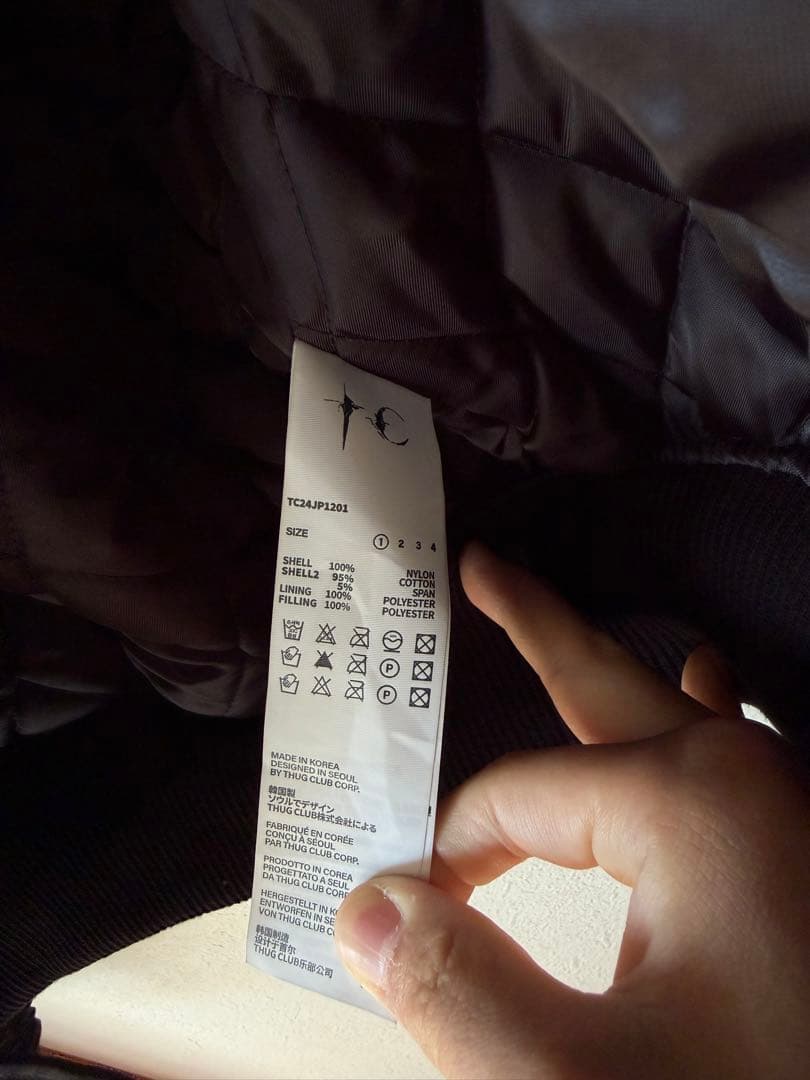 TC
TC24JP1201
SIZE ① 2 3 4
SHELL 100% NYLON
SHELL2 95% COTTON
5% SPAN
LINING 100% POLYESTER
FILLING 100% POLYESTER
P
P
MADE IN KOREA
DESIGNED IN SEOUL
BY THUG CLUB CORP.
韓国製
ソウルでデザイン
THUG CLUB株式会社による
FABRIQUÉ EN CORÉE
CONÇU À SÉOUL
PAR THUG CLUB CORP.
PRODOTTO IN COREA
PROGETTATO A SEUL
DA THUG CLUB CORP
HERGESTELLT IN
ENTWORFEN IN
VON THUG CLUB
韩国制造
设计于首尔
THUG CLUB乐部公司